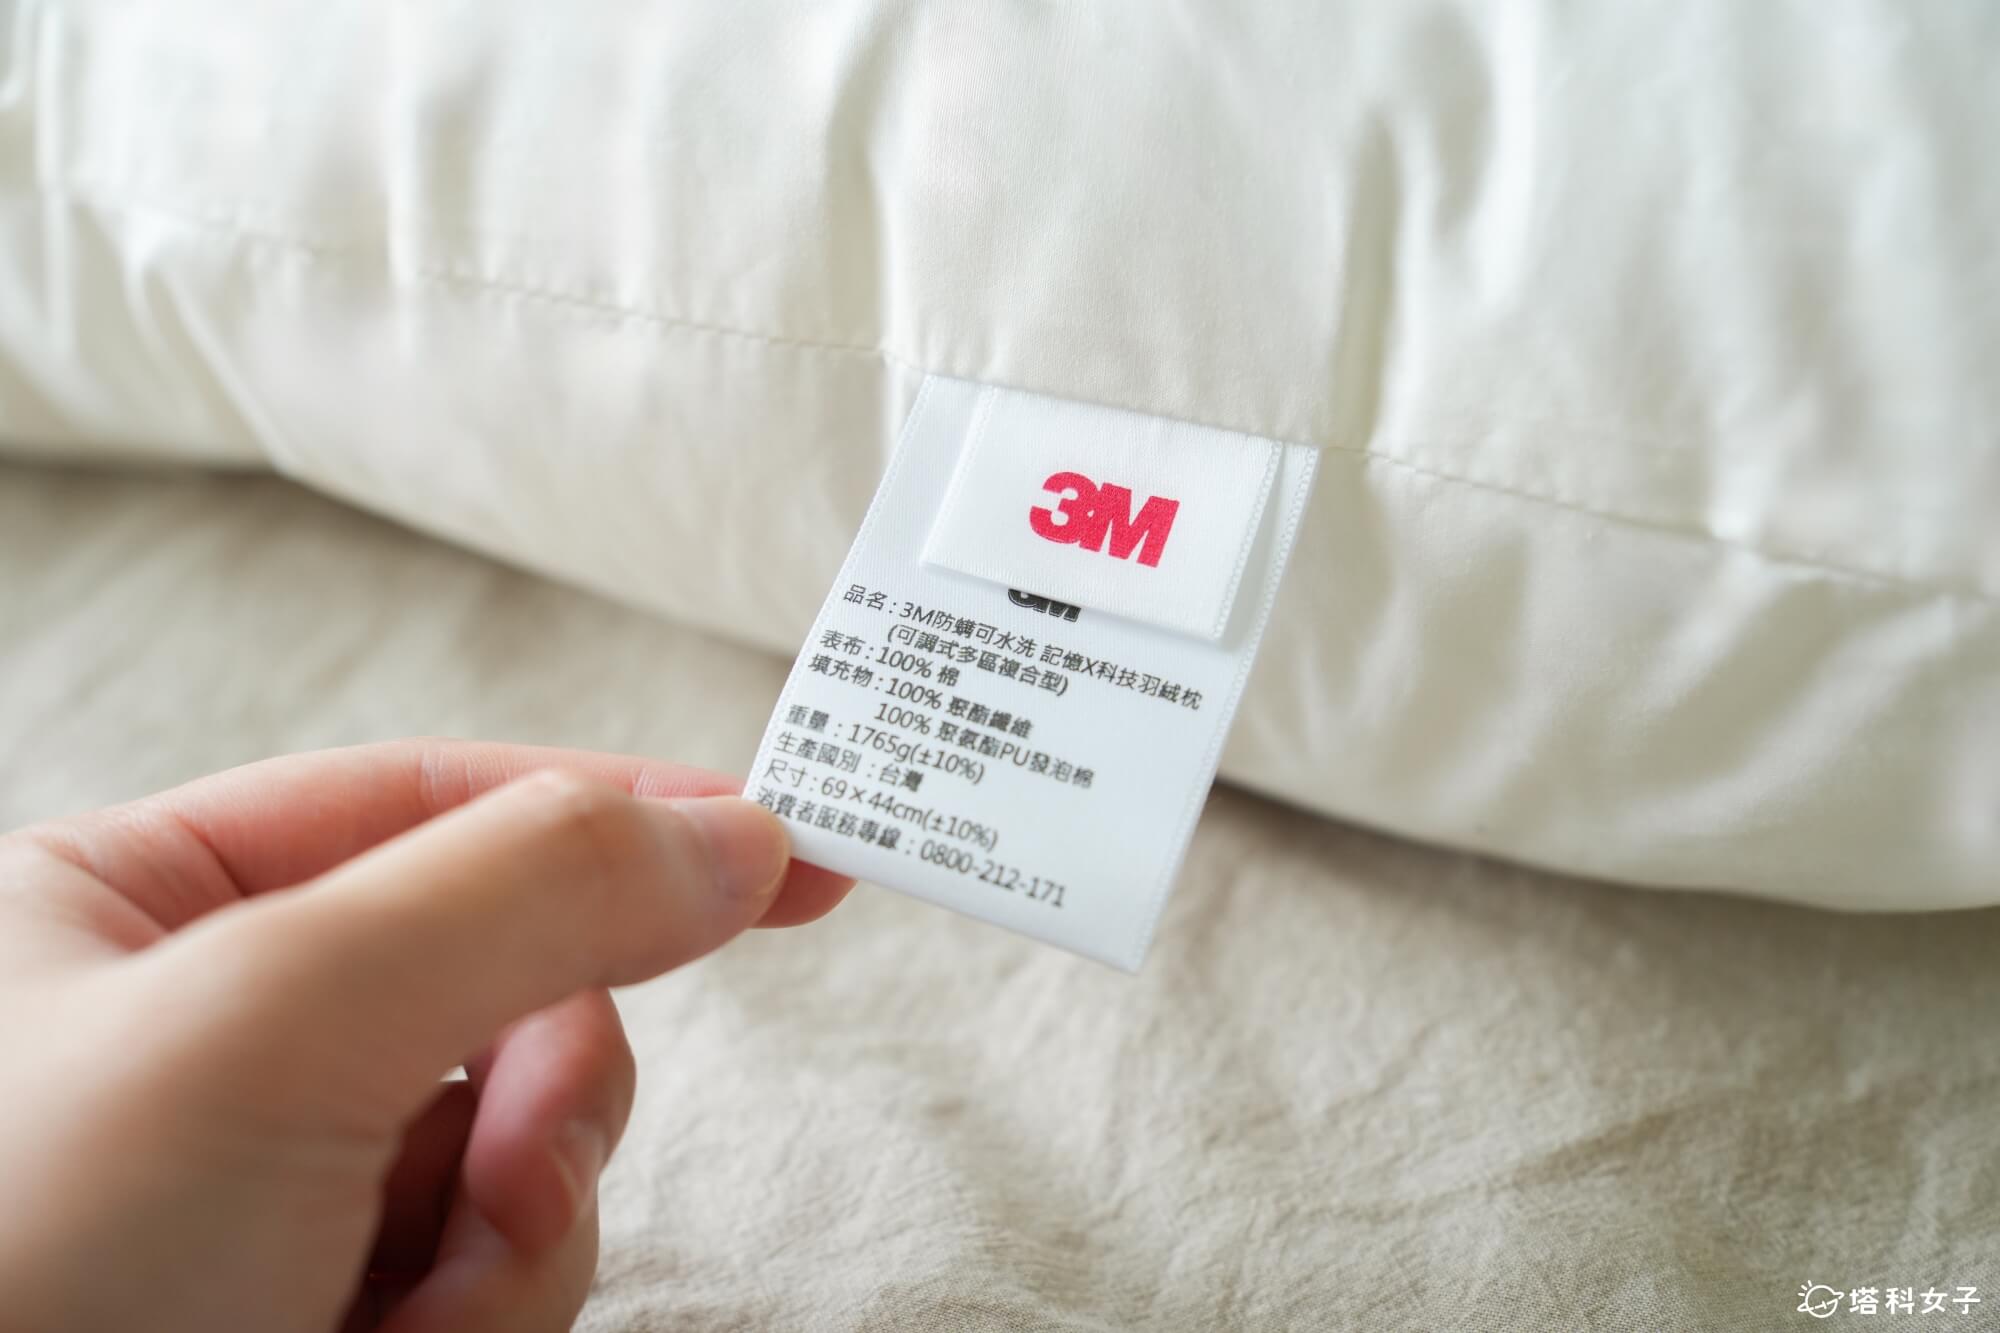 3M
3M
品名：3M防螨可水洗 記憶X科技羽絨枕
(可調式多區複合型)
表布：100% 棉
填充物：100% 聚酯纖維
100% 聚氨酯PU發泡棉
重量：1765g(±10%)
生產國別：台灣
尺寸：69×44cm(±10%)
消費者服務專線：0800-212-171
塔科女子